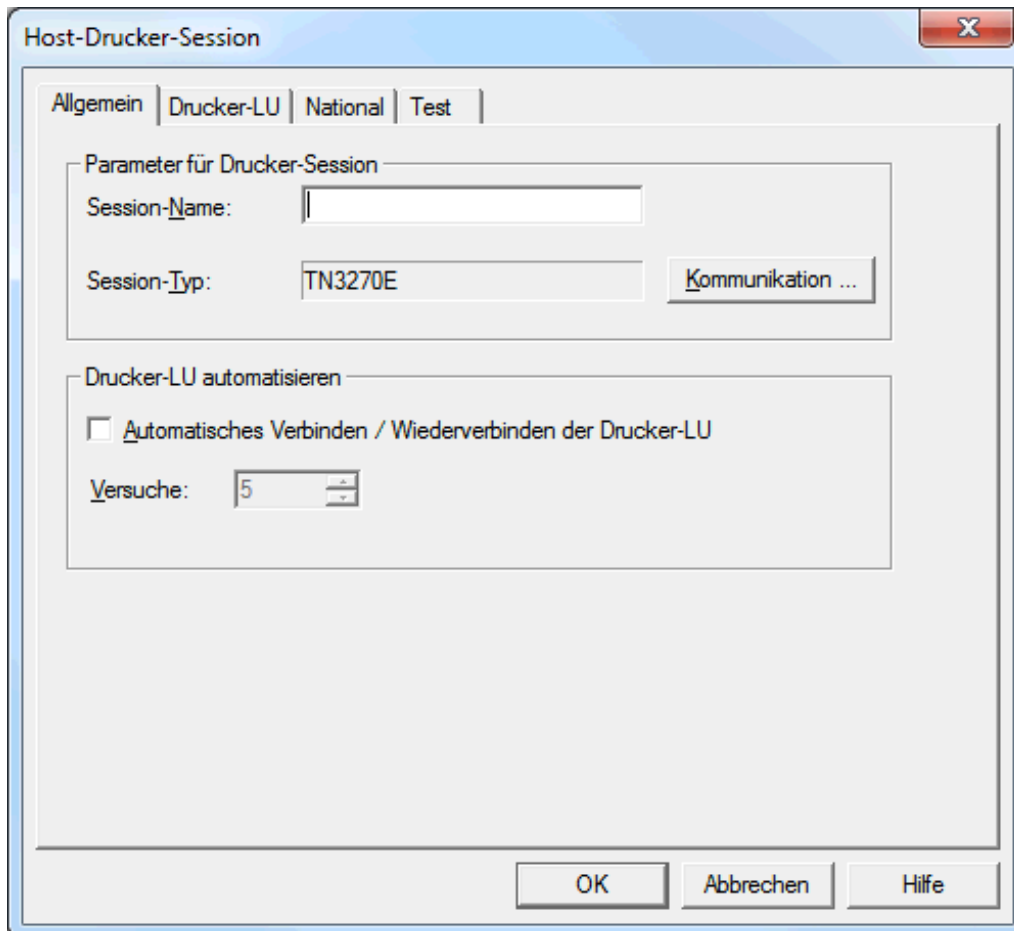 Host-Drucker-Session
Allgemein Drucker-LU National Test
Parameter für Drucker-Session
Session-Name:
Session-Typ: TN3270E Kommunikation ...
Drucker-LU automatisieren
Automatisches Verbinden / Wiederverbinden der Drucker-LU
Versuche: 5
OK Abbrechen Hilfe